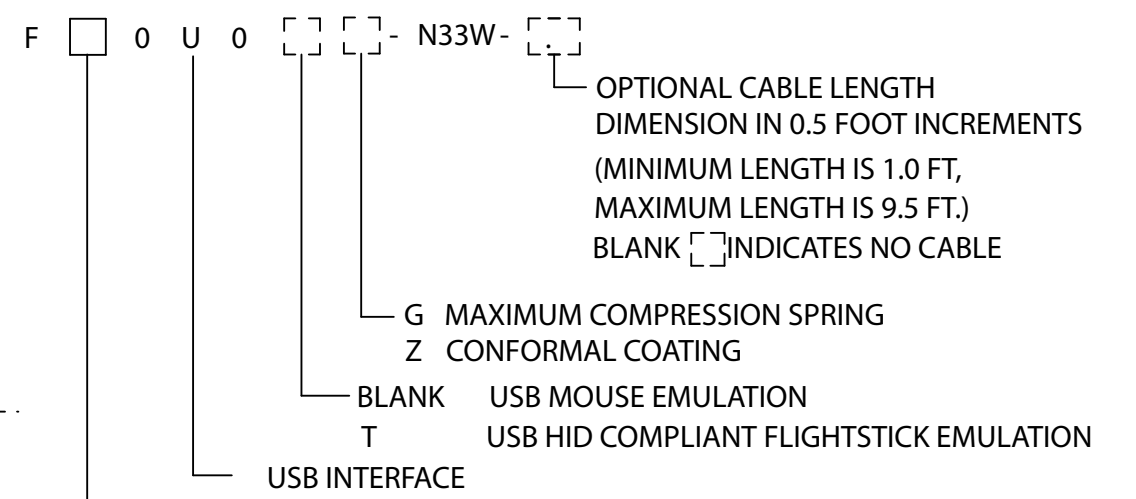 F 0 U 0 - N33W - .
OPTIONAL CABLE LENGTH
DIMENSION IN 0.5 FOOT INCREMENTS
(MINIMUM LENGTH IS 1.0 FT,
MAXIMUM LENGTH IS 9.5 FT.)
BLANK INDICATES NO CABLE
G MAXIMUM COMPRESSION SPRING
Z CONFORMAL COATING
BLANK USB MOUSE EMULATION
T USB HID COMPLIANT FLIGHTSTICK EMULATION
USB INTERFACE